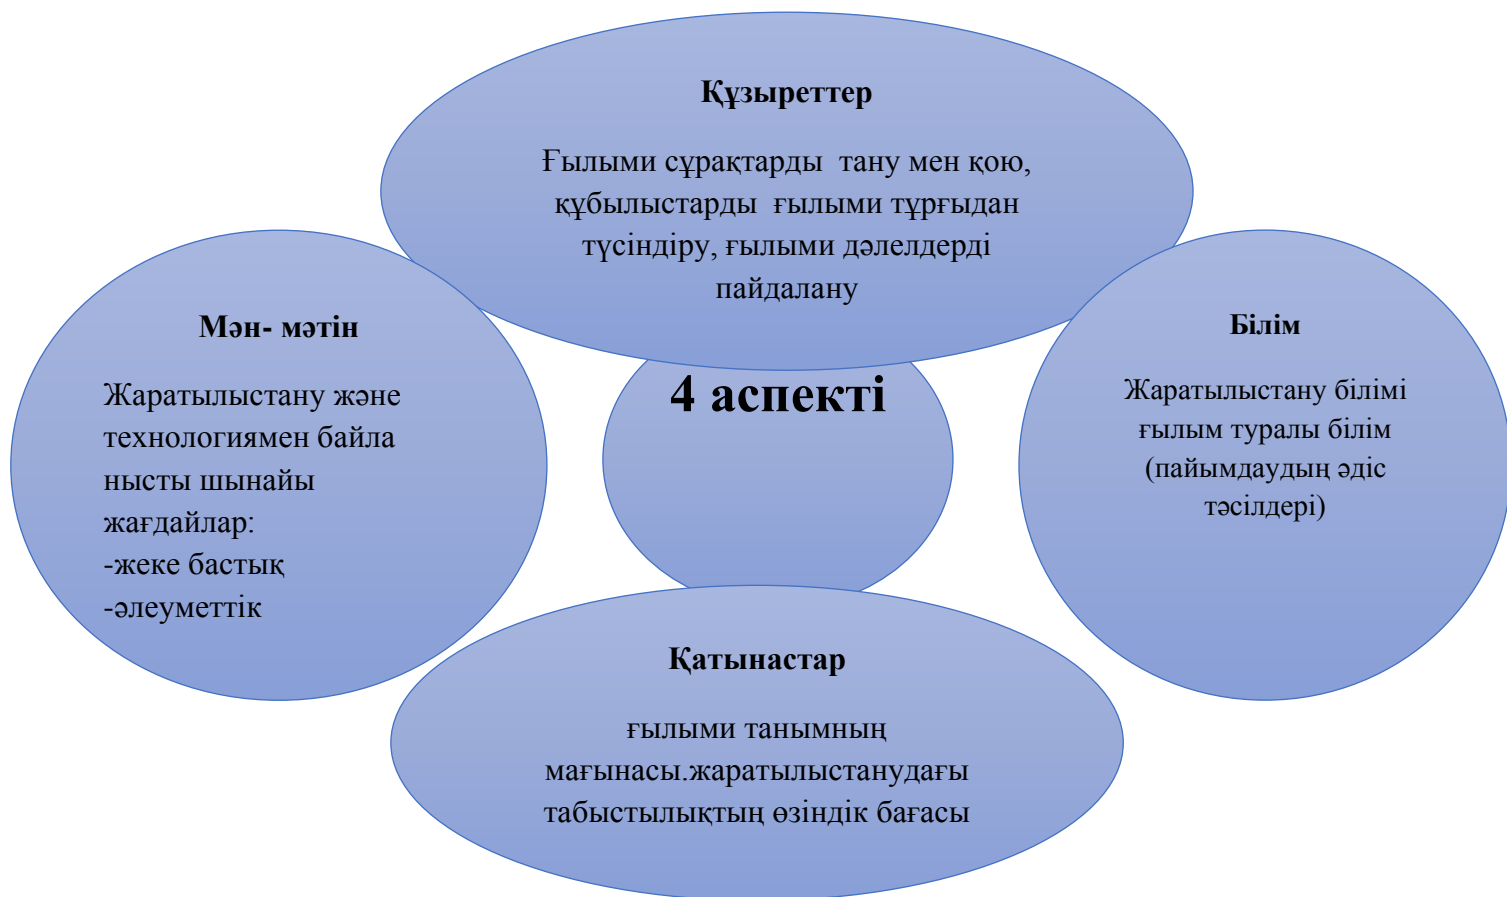 Құзыреттер
Ғылыми сұрақтарды  тану мен қою,
құбылыстарды  ғылыми тұрғыдан
түсіндіру, ғылыми дәлелдерді
пайдалану
Мән- мәтін
Жаратылыстану және
технологиямен байла
нысты шынайы
жағдайлар:
-жеке бастық
-әлеуметтік
4 аспекті
Білім
Жаратылыстану білімі
ғылым туралы білім
(пайымдаудың әдіс
тәсілдері)
Қатынастар
ғылыми танымның
мағынасы.жаратылыстанудағы
табыстылықтың өзіндік бағасы